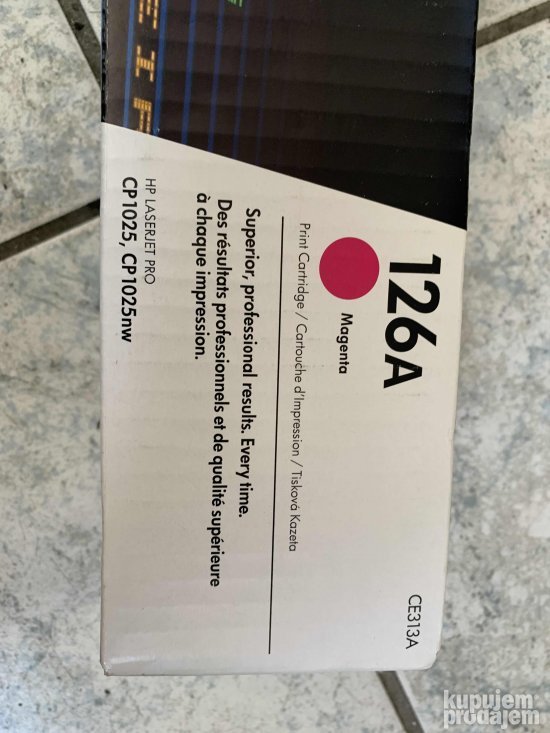 126A
CE313A
Magenta
Print Cartridge / Cartouche d'Impression / Tisková Kazeta
Superior, professional results. Every time.
Des résultats professionnels et de qualité supérieure
à chaque impression.
HP LASERJET PRO
CP1025, CP1025nw
kupujem
prodajem